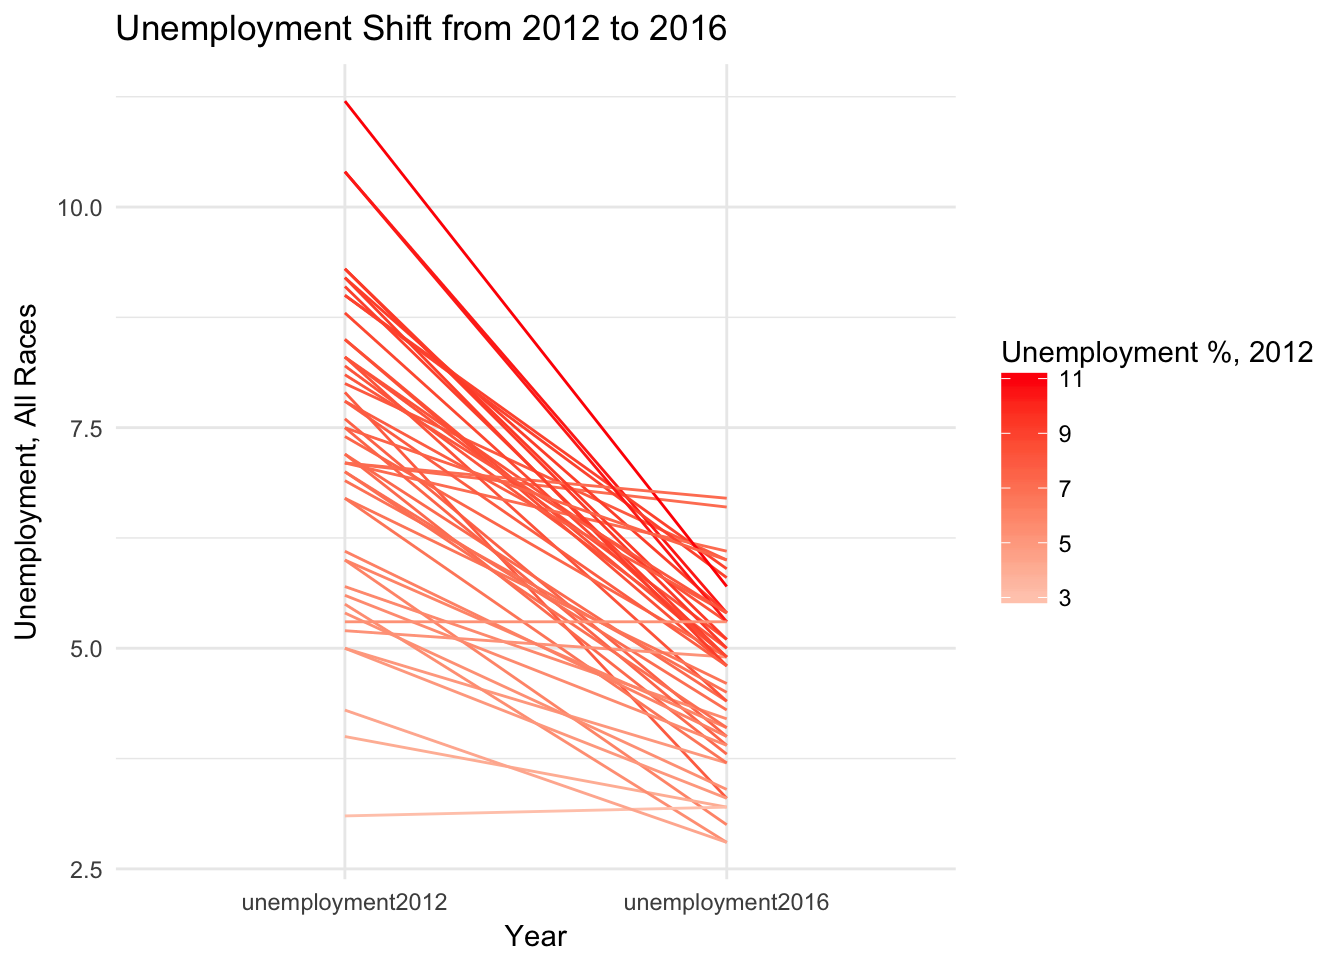 Unemployment Shift from 2012 to 2016
Unemployment, All Races
10.0
7.5
5.0
2.5
unemployment2012
unemployment2016
Year
Unemployment %, 2012
11
9
7
5
3